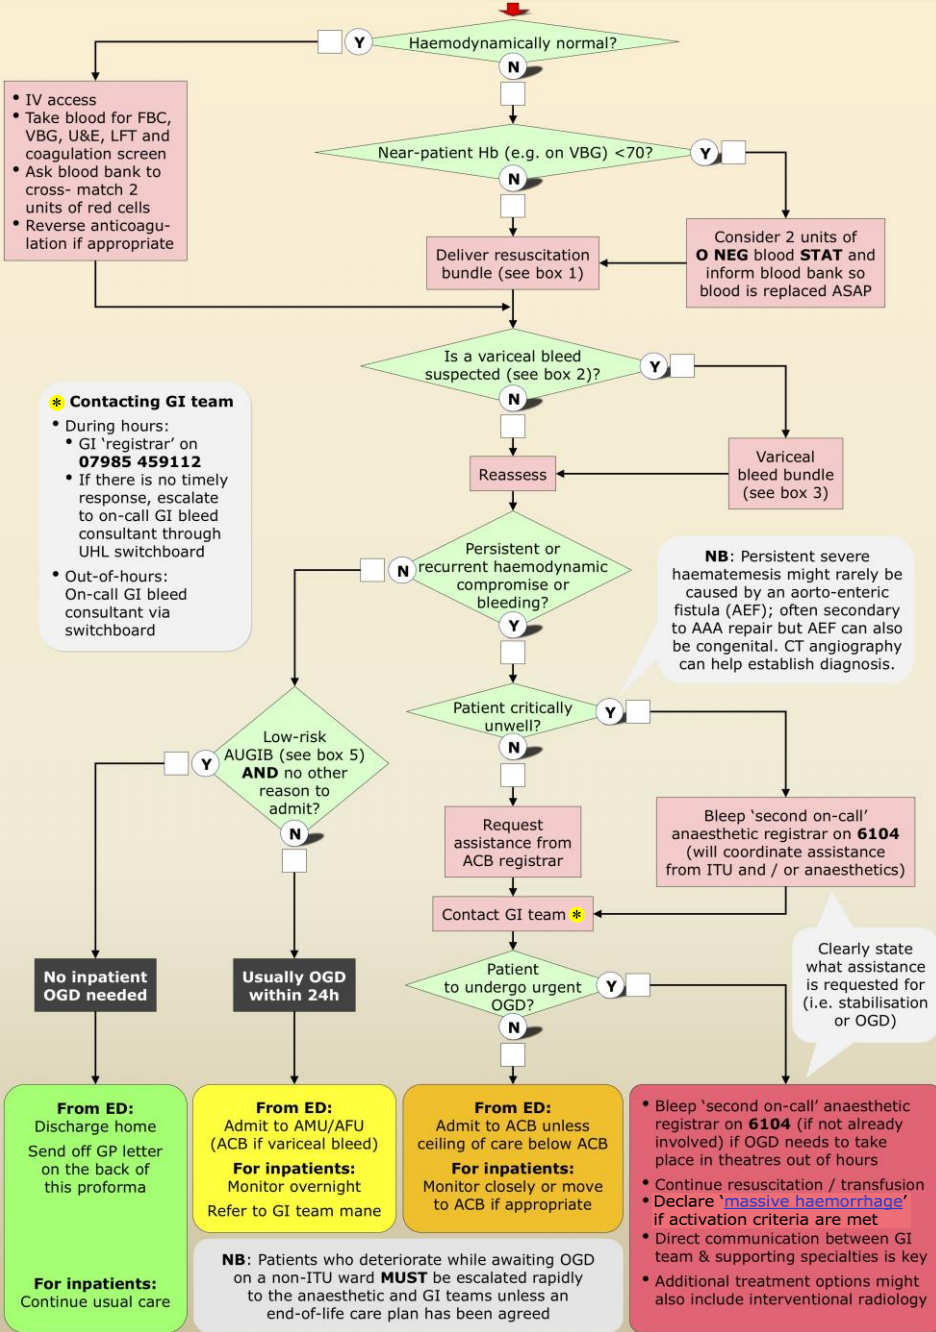 Haemodynamically normal?
Y
N
• IV access
• Take blood for FBC,
VBG, U&E, LFT and
coagulation screen
• Ask blood bank to
cross- match 2
units of red cells
• Reverse anticoagu-
lation if appropriate
Near-patient Hb (e.g. on VBG) <70?
Y
N
Consider 2 units of
O NEG blood STAT and
inform blood bank so
blood is replaced ASAP
Deliver resuscitation
bundle (see box 1)
Is a variceal bleed
suspected (see box 2)?
Y
N
Variceal
bleed bundle
(see box 3)
Reassess
* Contacting GI team
• During hours:
• GI ‘registrar’ on
07985 459112
• If there is no timely
response, escalate
to on-call GI bleed
consultant through
UHL switchboard
• Out-of-hours:
On-call GI bleed
consultant via
switchboard
Persistent or
recurrent haemodynamic
compromise or
bleeding?
N
Y
NB: Persistent severe
haematemesis might rarely be
caused by an aorto-enteric
fistula (AEF); often secondary
to AAA repair but AEF can also
be congenital. CT angiography
can help establish diagnosis.
Patient critically
unwell?
Y
N
Low-risk
AUGIB (see box 5)
AND no other
reason to
admit?
Y
N
Request
assistance from
ACB registrar
Bleep ‘second on-call’
anaesthetic registrar on 6104
(will coordinate assistance
from ITU and / or anaesthetics)
Contact GI team *
Clearly state
what assistance
is requested for
(i.e. stabilisation
or OGD)
Patient
to undergo urgent
OGD?
Y
N
No inpatient
OGD needed
Usually OGD
within 24h
From ED:
Discharge home
Send off GP letter
on the back of
this proforma
For inpatients:
Continue usual care
From ED:
Admit to AMU/AFU
(ACB if variceal bleed)
For inpatients:
Monitor overnight
Refer to GI team mane
From ED:
Admit to ACB unless
ceiling of care below ACB
For inpatients:
Monitor closely or move
to ACB if appropriate
• Bleep ‘second on-call’ anaesthetic
registrar on 6104 (if not already
involved) if OGD needs to take
place in theatres out of hours
• Continue resuscitation / transfusion
• Declare ‘massive haemorrhage’
if activation criteria are met
• Direct communication between GI
team & supporting specialties is key
• Additional treatment options might
also include interventional radiology
NB: Patients who deteriorate while awaiting OGD
on a non-ITU ward MUST be escalated rapidly
to the anaesthetic and GI teams unless an
end-of-life care plan has been agreed